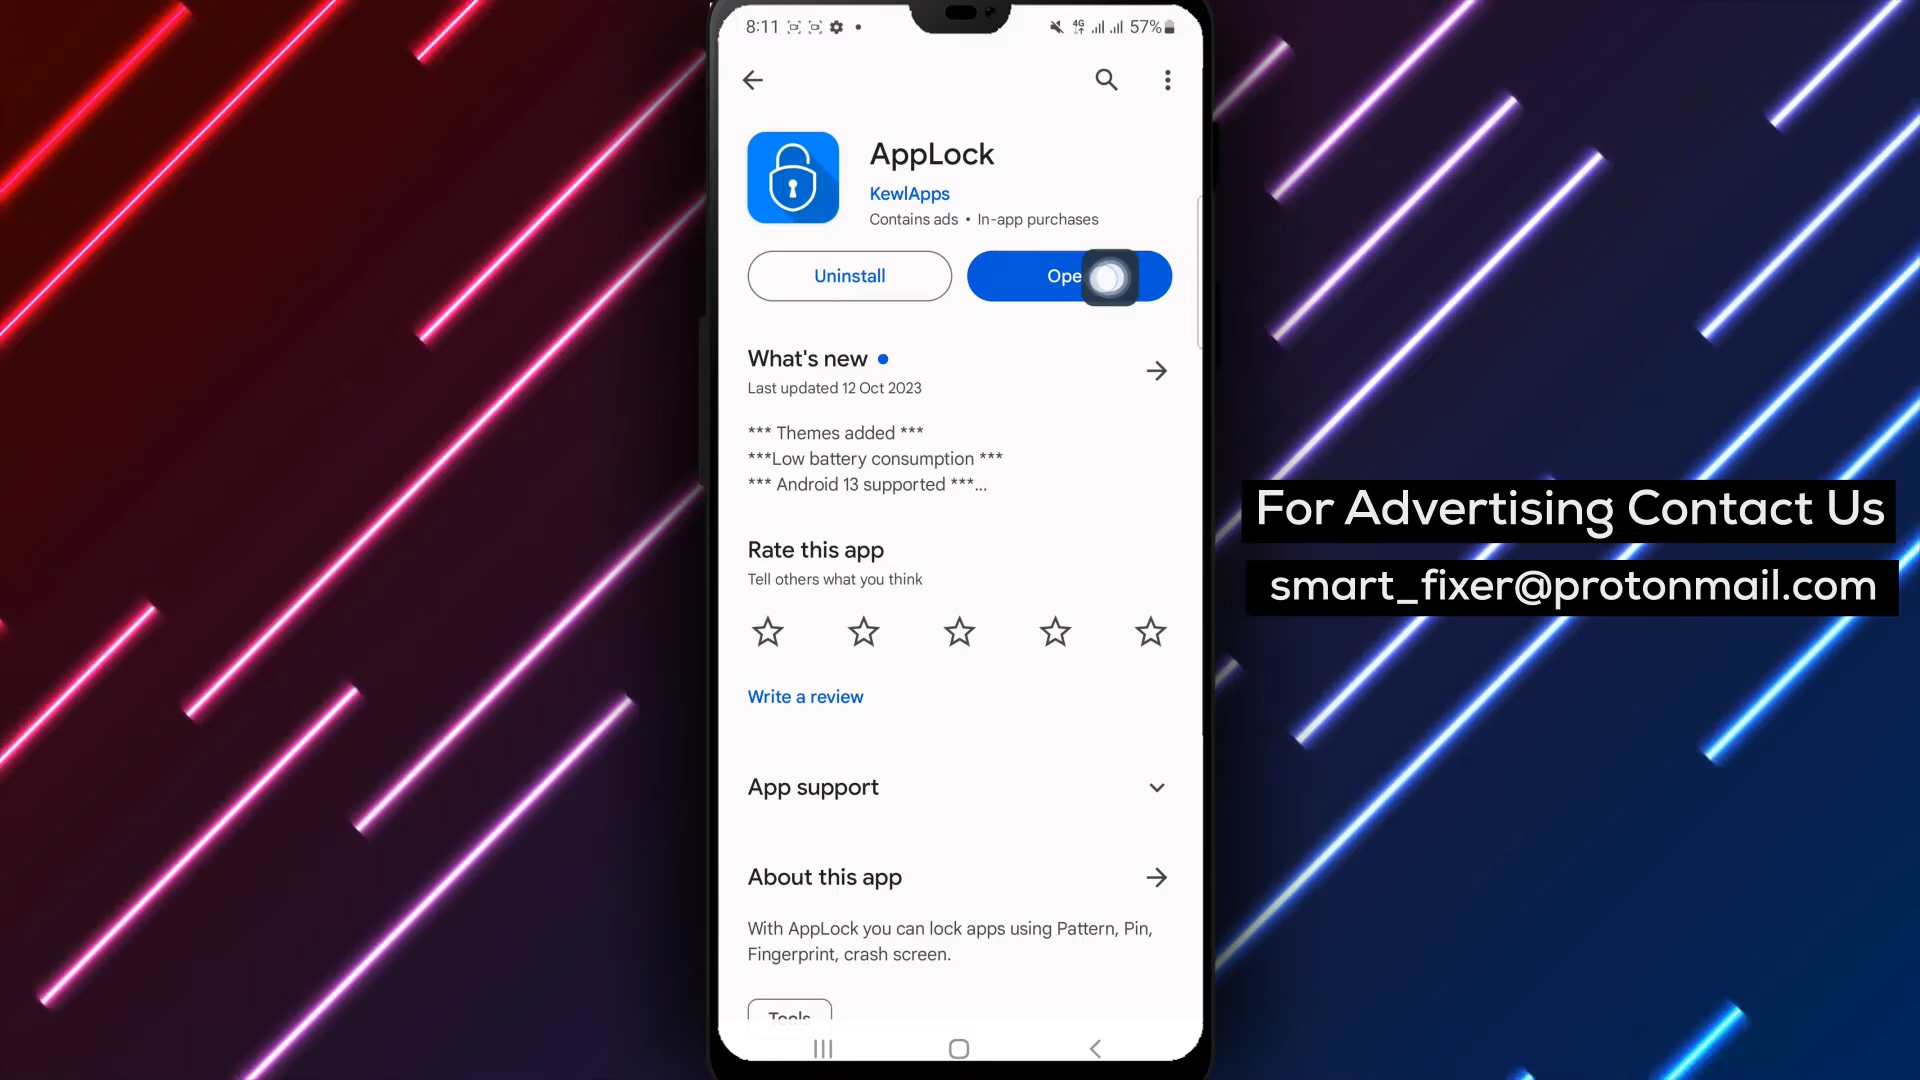 8:11
4G
57%
AppLock
KewlApps
Contains ads • In-app purchases
Uninstall
Ope
What's new
Last updated 12 Oct 2023
*** Themes added ***
***Low battery consumption ***
*** Android 13 supported ***...
Rate this app
Tell others what you think
Write a review
App support
About this app
With AppLock you can lock apps using Pattern, Pin,
Fingerprint, crash screen.
Tools
For Advertising Contact Us
smart_fixer@protonmail.com